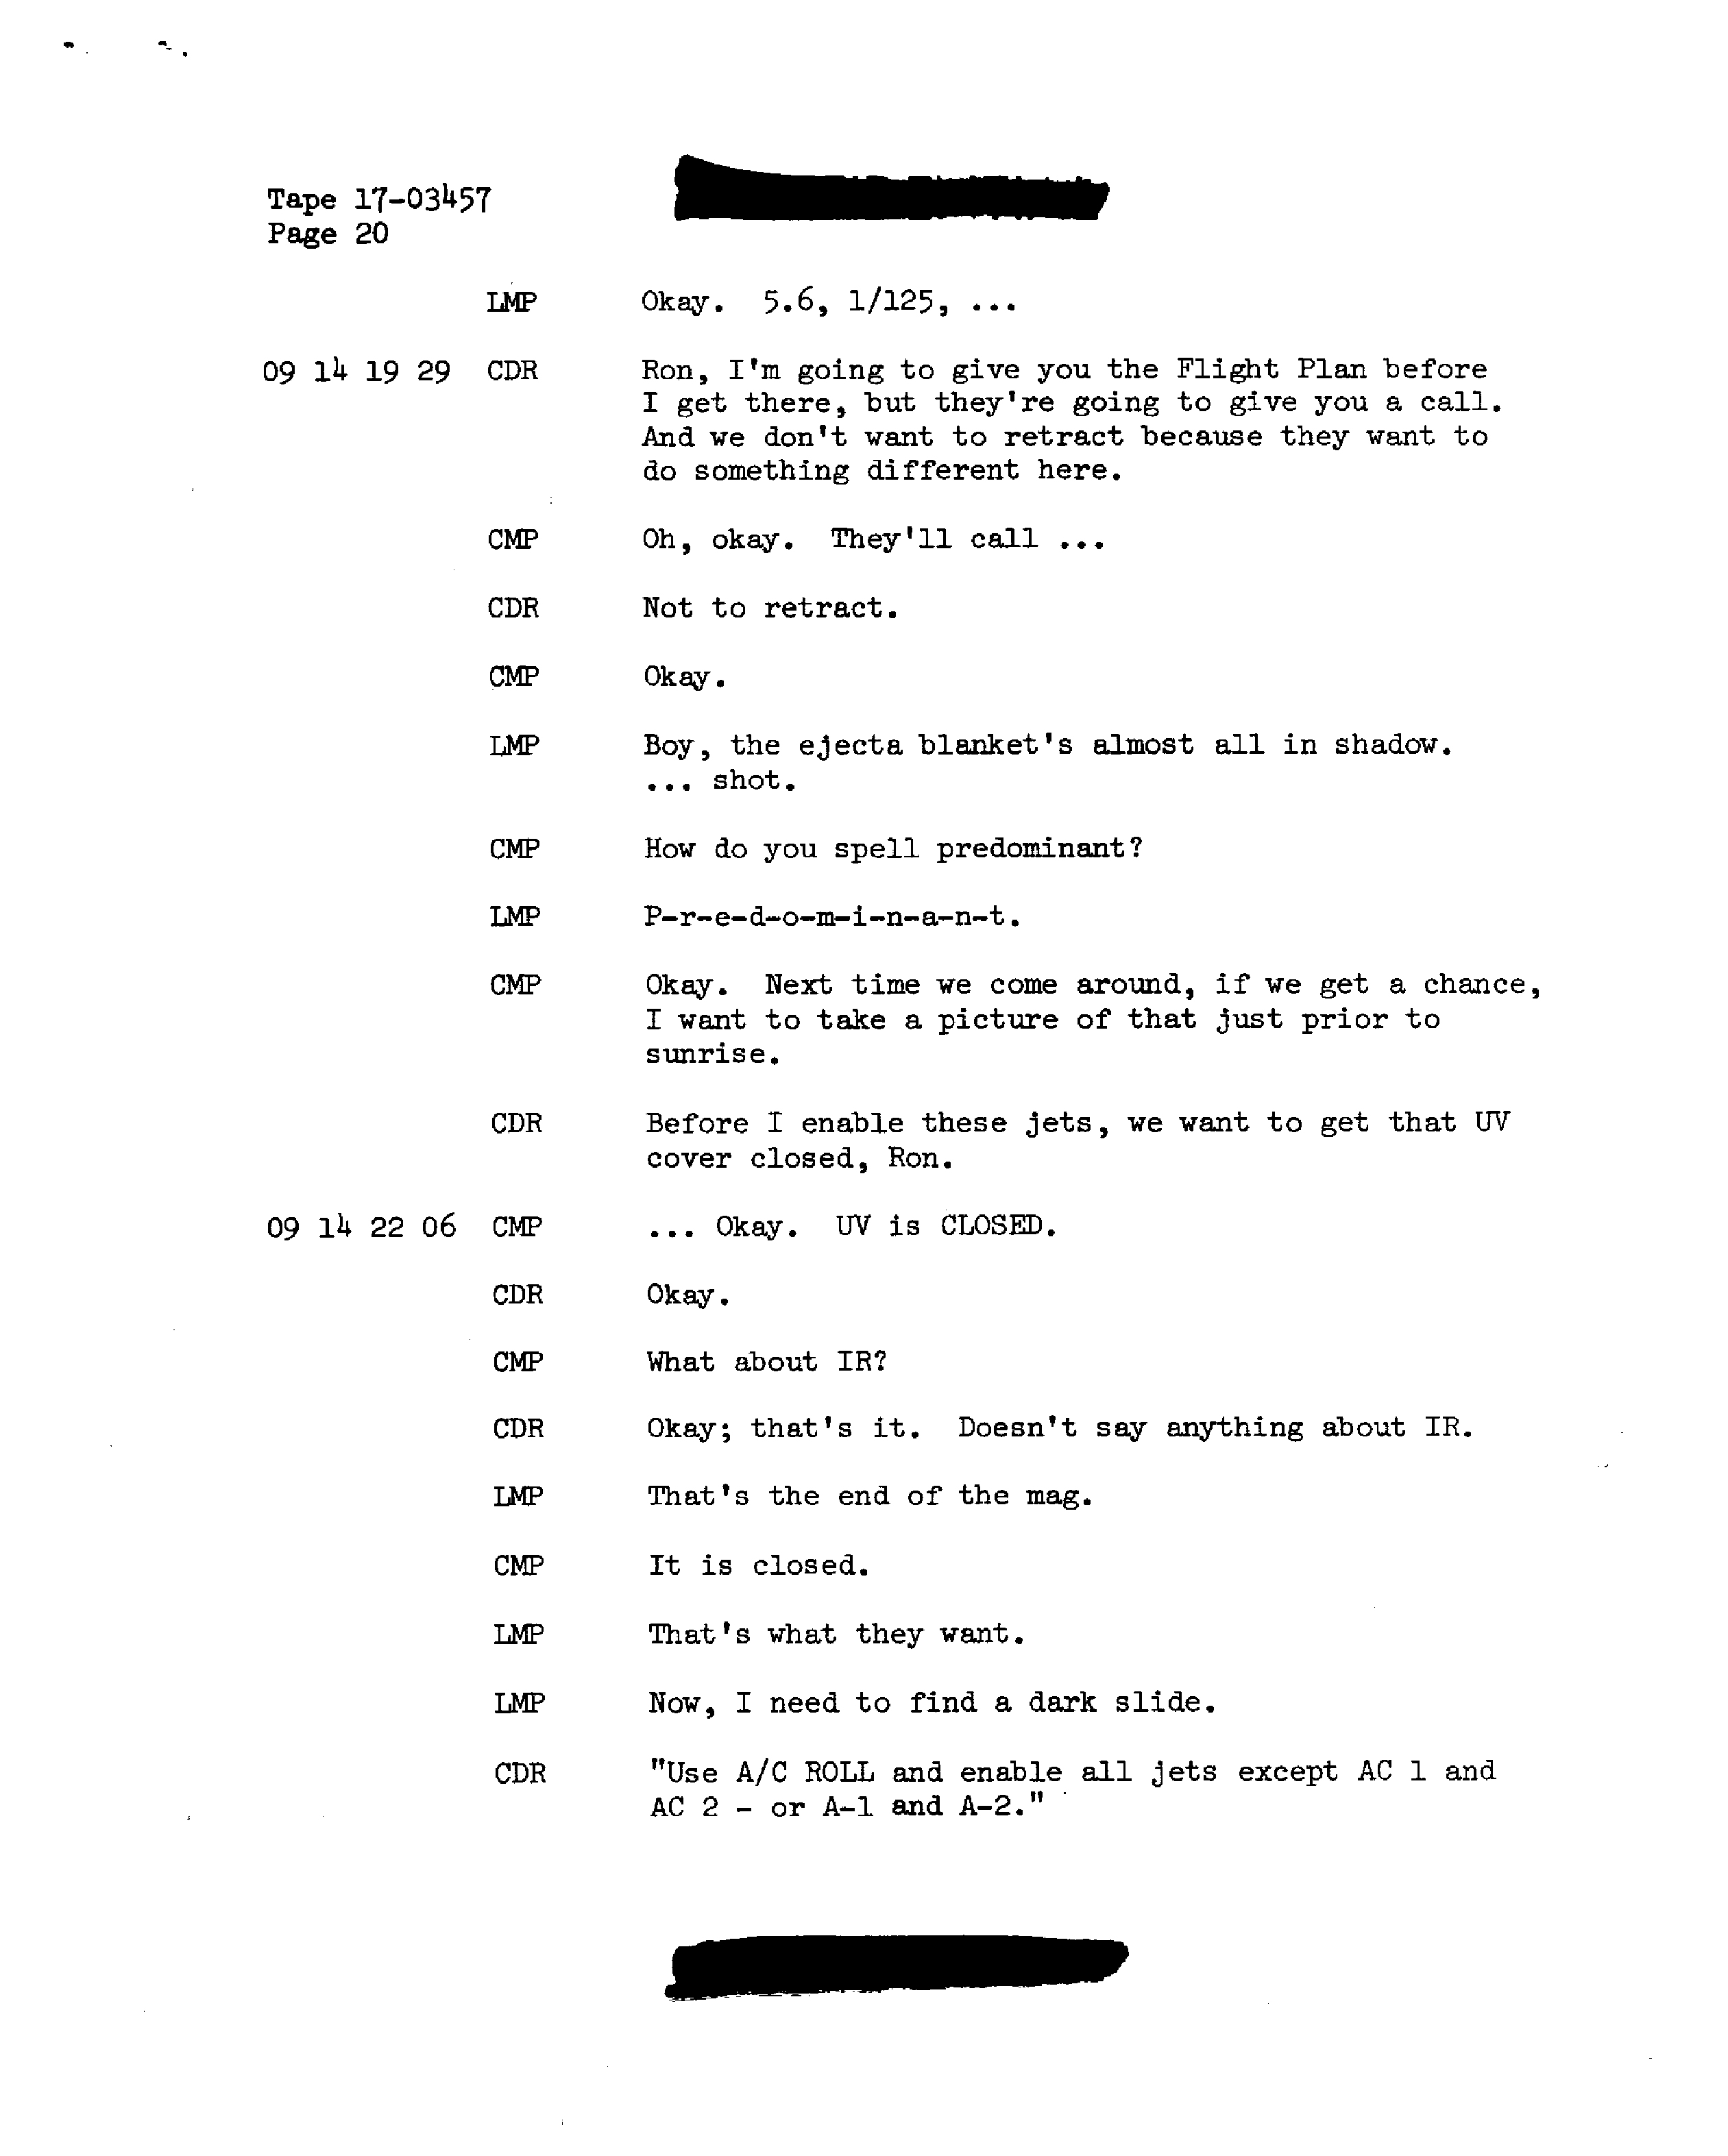 Tape 17-03457
Page 20
LMP Okay. 5.6, 1/125, ...
09 14 19 29 CDR Ron, I'm going to give you the Flight Plan before
I get there, but they're going to give you a call.
And we don't want to retract because they want to
do something different here.
CMP Oh, okay. They'll call ...
CDR Not to retract.
CMP Okay.
LMP Boy, the ejecta blanket's almost all in shadow.
... shot.
CMP How do you spell predominant?
LMP P-r-e-d-o-m-i-n-a-n-t.
CMP Okay. Next time we come around, if we get a chance,
I want to take a picture of that just prior to
sunrise.
CDR Before I enable these jets, we want to get that UV
cover closed, Ron.
09 14 22 06 CMP ... Okay. UV is CLOSED.
CDR Okay.
CMP What about IR?
CDR Okay; that's it. Doesn't say anything about IR.
LMP That's the end of the mag.
CMP It is closed.
LMP That's what they want.
LMP Now, I need to find a dark slide.
CDR "Use A/C ROLL and enable all jets except AC 1 and
AC 2 - or A-1 and A-2."